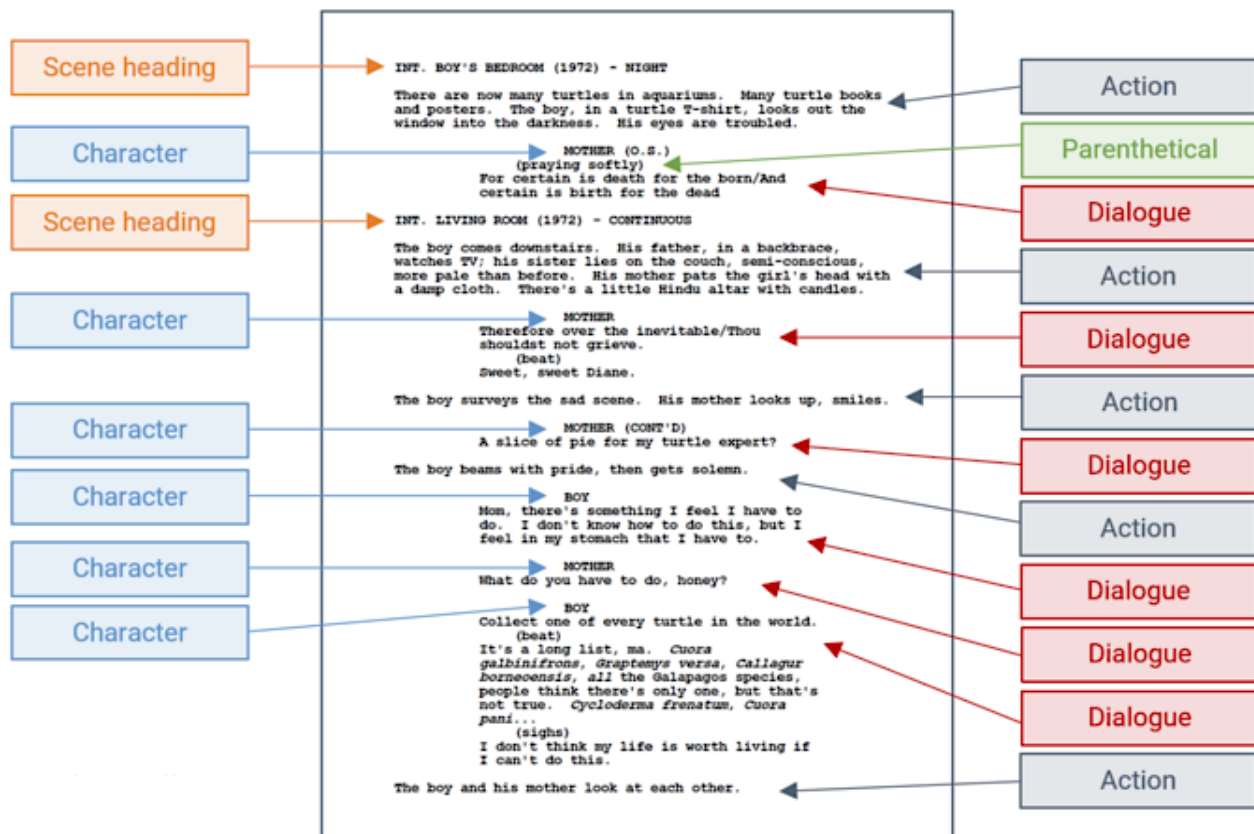 Scene heading
Character
Scene heading
Character
Character
Character
Character
Character
INT. BOY'S BEDROOM (1972) - NIGHT
There are now many turtles in aquariums.  Many turtle books
and posters.  The boy, in a turtle T-shirt, looks out the
window into the darkness.  His eyes are troubled.
MOTHER (O.S.)
(praying softly)
For certain is death for the born/And
certain is birth for the dead
INT. LIVING ROOM (1972) - CONTINUOUS
The boy comes downstairs.  His father, in a backbrace,
watches TV; his sister lies on the couch, semi-conscious,
more pale than before.  His mother pats the girl's head with
a damp cloth.  There's a little Hindu altar with candles.
MOTHER
Therefore over the inevitable/Thou
shouldst not grieve.
(beat)
Sweet, sweet Diane.
The boy surveys the sad scene.  His mother looks up, smiles.
MOTHER (CONT'D)
A slice of pie for my turtle expert?
The boy beams with pride, then gets solemn.
BOY
Mom, there's something I feel I have to
do.  I don't know how to do this, but I
feel in my stomach that I have to.
MOTHER
What do you have to do, honey?
BOY
Collect one of every turtle in the world.
(beat)
It's a long list, ma.  Cuora
galbinifrons, Graptemys versa, Callagur
borneoensis, all the Galapagos species,
people think there's only one, but that's
not true.  Cycloderma frenatum, Cuora
pani...
(sighs)
I don't think my life is worth living if
I can't do this.
The boy and his mother look at each other.
Action
Parenthetical
Dialogue
Action
Dialogue
Action
Dialogue
Action
Dialogue
Dialogue
Dialogue
Action